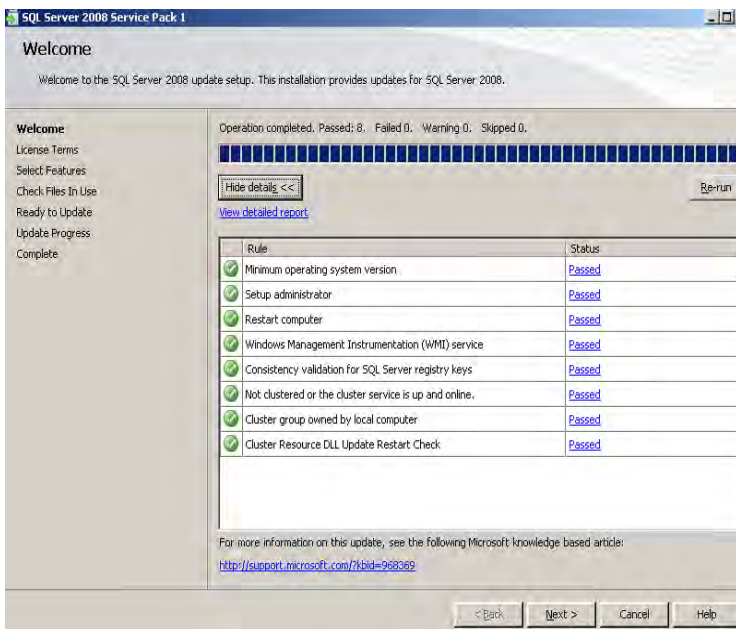 SQL Server 2008 Service Pack 1
Welcome
Welcome to the SQL Server 2008 update setup. This installation provides updates for SQL Server 2008.
Welcome
License Terms
Select Features
Check Files In Use
Ready to Update
Update Progress
Complete
Operation completed. Passed: 8. Failed 0. Warning 0. Skipped 0.
Hide details <<
Re-run
View detailed report
Rule Status
Minimum operating system version Passed
Setup administrator Passed
Restart computer Passed
Windows Management Instrumentation (WMI) service Passed
Consistency validation for SQL Server registry keys Passed
Not clustered or the cluster service is up and online. Passed
Cluster group owned by local computer Passed
Cluster Resource DLL Update Restart Check Passed
For more information on this update, see the following Microsoft knowledge based article:
http://support.microsoft.com/?kbid=968369
< Back Next > Cancel Help